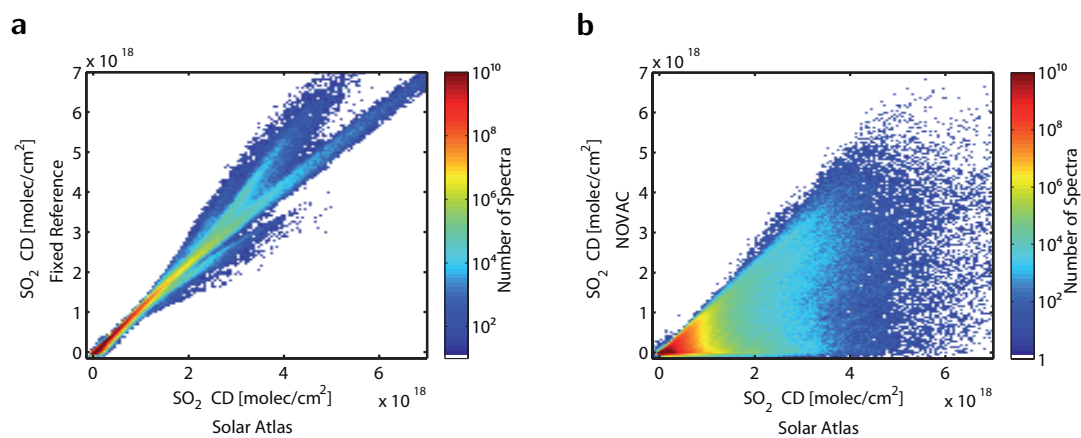 a
x 10 18
7
6
5
4
3
2
1
0
SO2 CD [molec/cm2]
Fixed Reference
0 2 4 6
x 10 18
SO2 CD [molec/cm2]
Solar Atlas
10 10
10 8
10 6
10 4
10 2
Number of Spectra
b
x 10 18
7
6
5
4
3
2
1
0
SO2 CD [molec/cm2]
NOVAC
0 2 4 6
x 10 18
SO2 CD [molec/cm2]
Solar Atlas
10 10
10 8
10 6
10 4
10 2
1
Number of Spectra